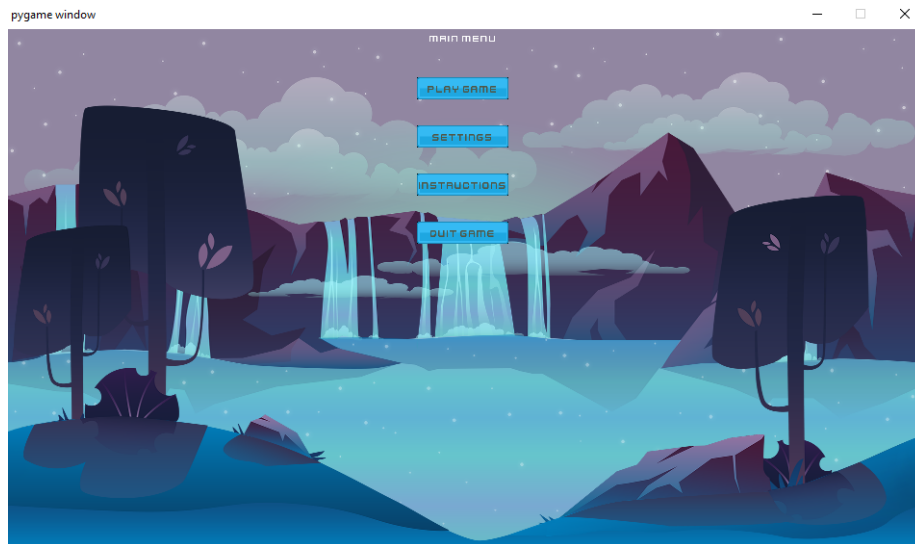 pygame window
MAIN MENU
PLAY GAME
SETTINGS
INSTRUCTIONS
QUIT GAME